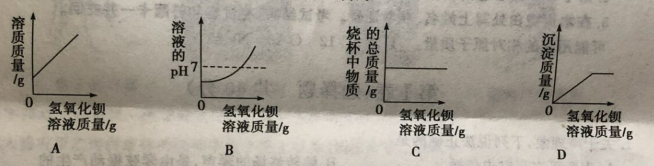 溶质质量/g
0
氢氧化钡
溶液质量/g
A
溶液的pH
7
0
氢氧化钡
溶液质量/g
B
烧杯中物质的总质量/g
0
氢氧化钡
溶液质量/g
C
沉淀质量/g
0
氢氧化钡
溶液质量/g
D